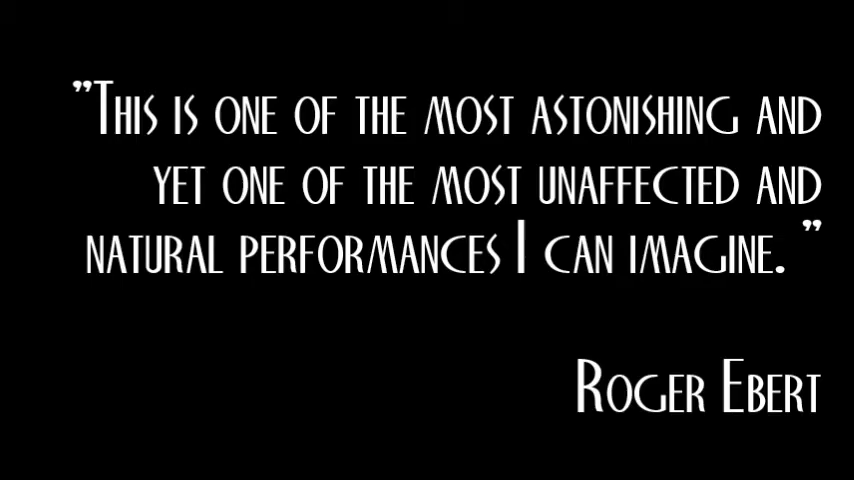 "This is one of the most astonishing and
yet one of the most unaffected and
natural performances I can imagine. "
Roger Ebert